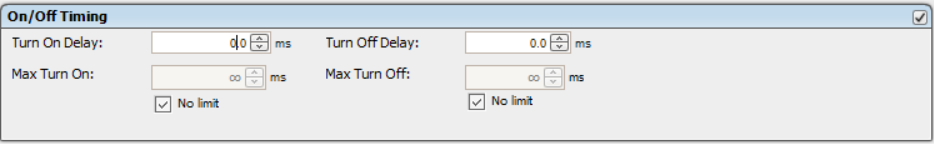 On/Off Timing
Turn On Delay: 0.0 ms Turn Off Delay: 0.0 ms
Max Turn On: ∞ ms Max Turn Off: ∞ ms
No limit No limit